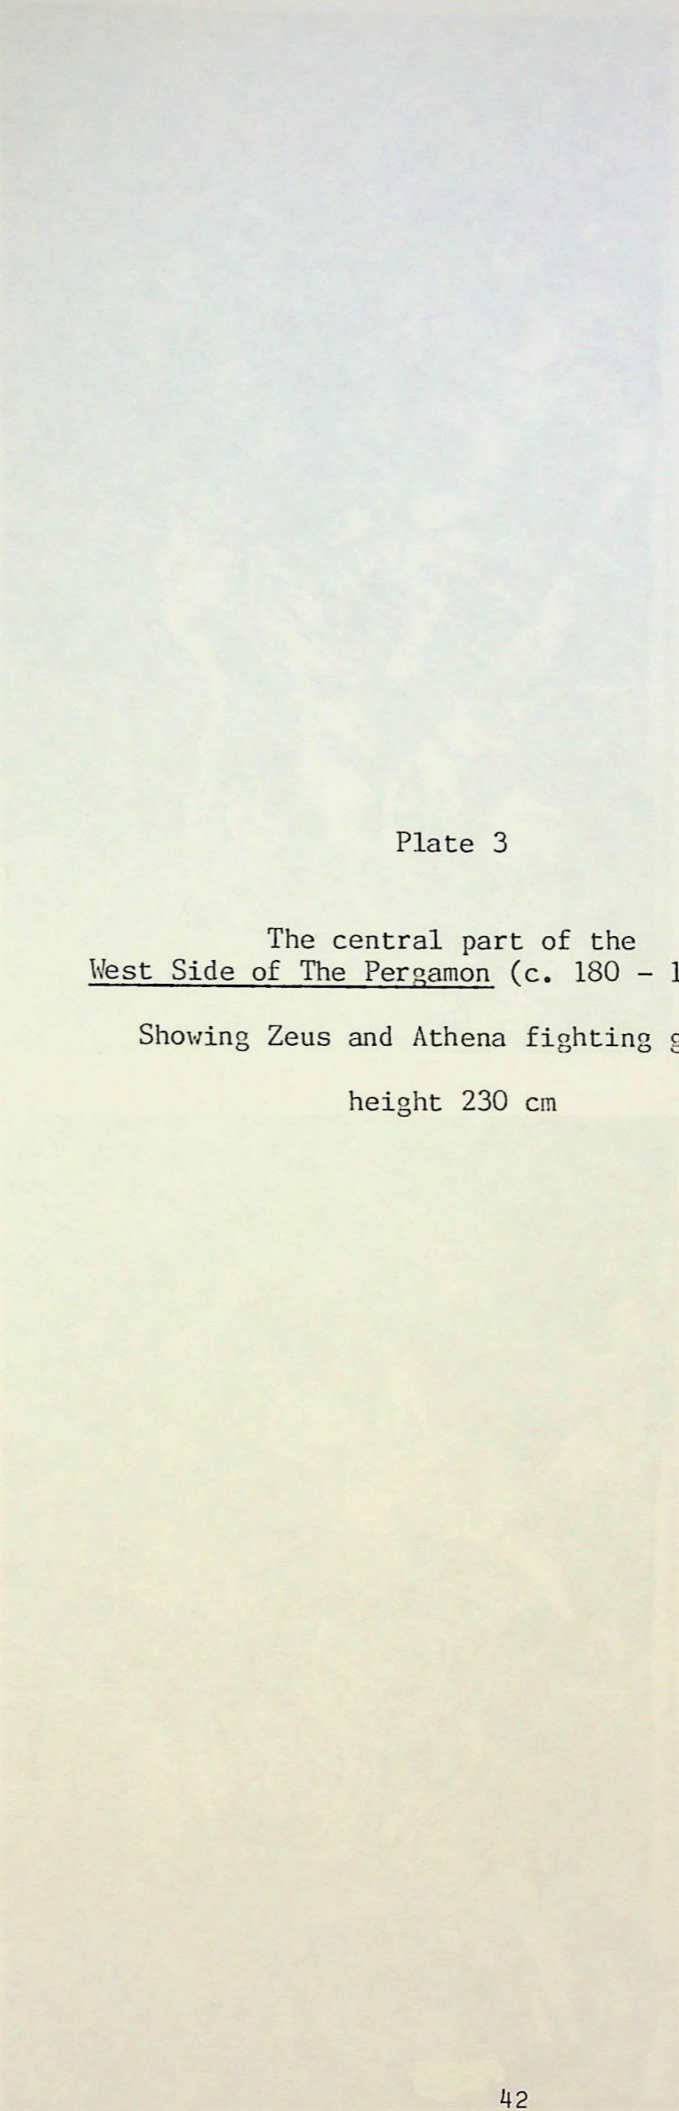 Plate 3
The central part of the
West Side of The Pergamon (c. 180 – 1
Showing Zeus and Athena fighting g
height 230 cm
42